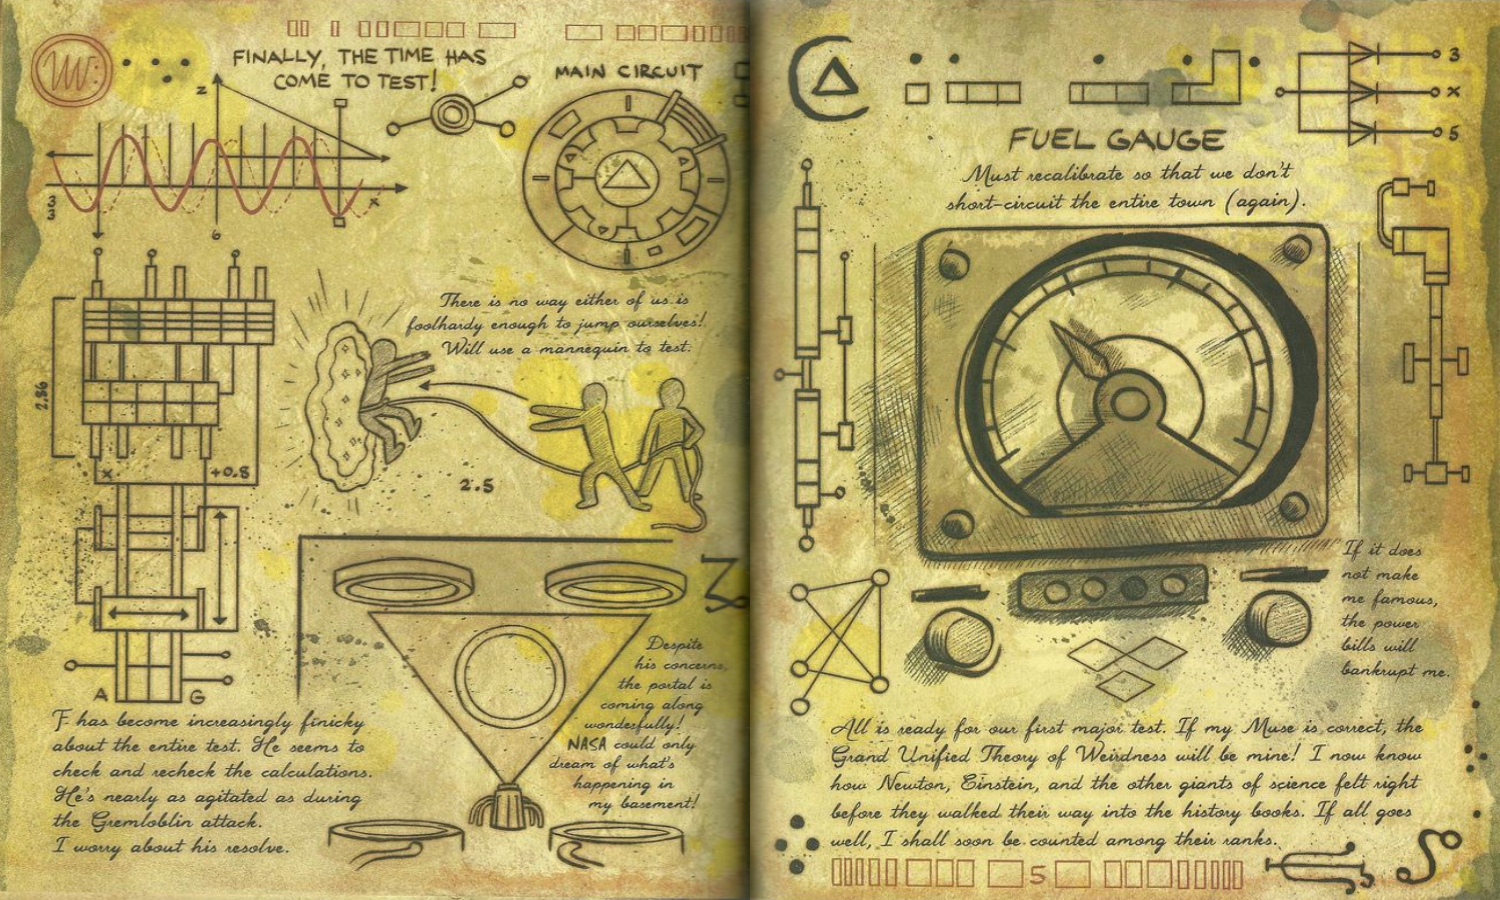 FINALLY, THE TIME HAS
COME TO TEST!
z
3
3
6
x
MAIN CIRCUIT
There is no way either of us is
foolhardy enough to jump ourselves!
Will use a mannequin to test.
2.86
x
+0.8
2.5
A
G
F has become increasingly finicky
about the entire test. He seems to
check and recheck the calculations.
He's nearly as agitated as during
the Gremloblin attack.
I worry about his resolve.
Despite
his concerns,
the portal is
coming along
wonderfully!
NASA could only
dream of what's
happening in
my basement!
3
x
5
FUEL GAUGE
Must recalibrate so that we don't
short-circuit the entire town (again).
If it does
not make
me famous,
the power
bills will
bankrupt me.
All is ready for our first major test. If my Muse is correct, the
Grand Unified Theory of Weirdness will be mine! I now know
how Newton, Einstein, and the other giants of science felt right
before they walked their way into the history books. If all goes
well, I shall soon be counted among their ranks.
5